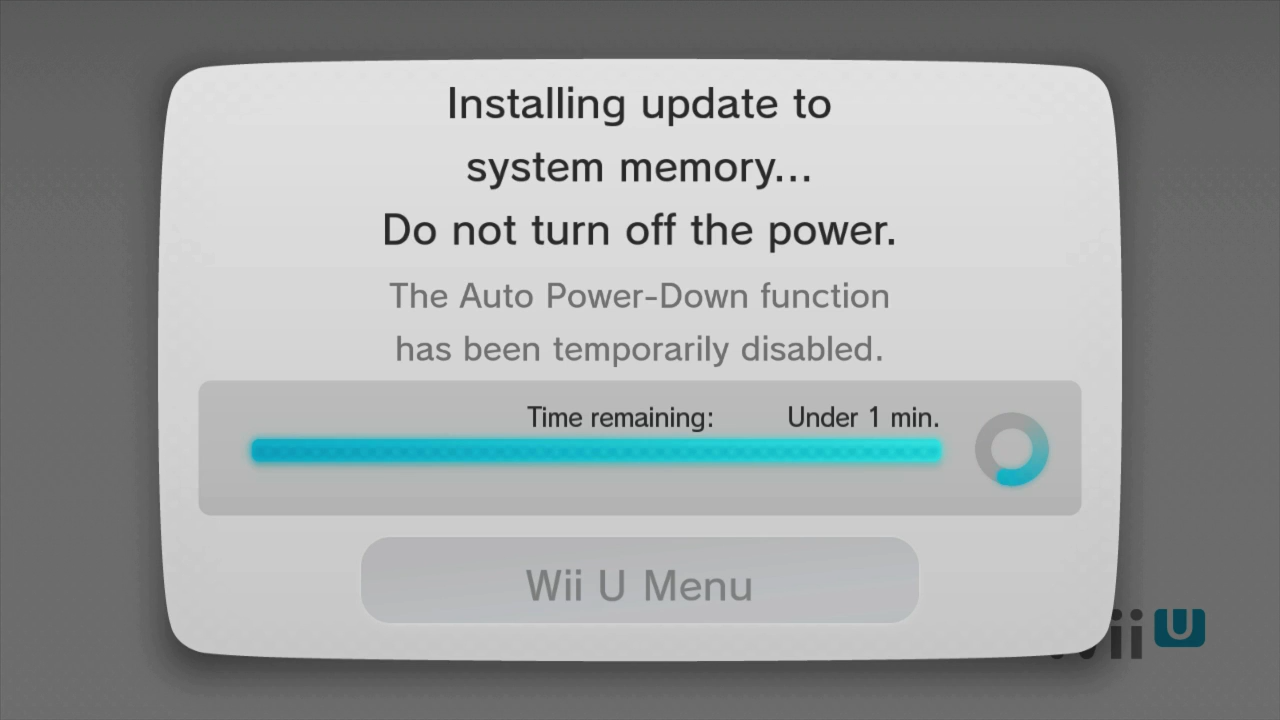 Installing update to
system memory...
Do not turn off the power.
The Auto Power-Down function
has been temporarily disabled.
Time remaining: Under 1 min.
Wii U Menu
Wii U